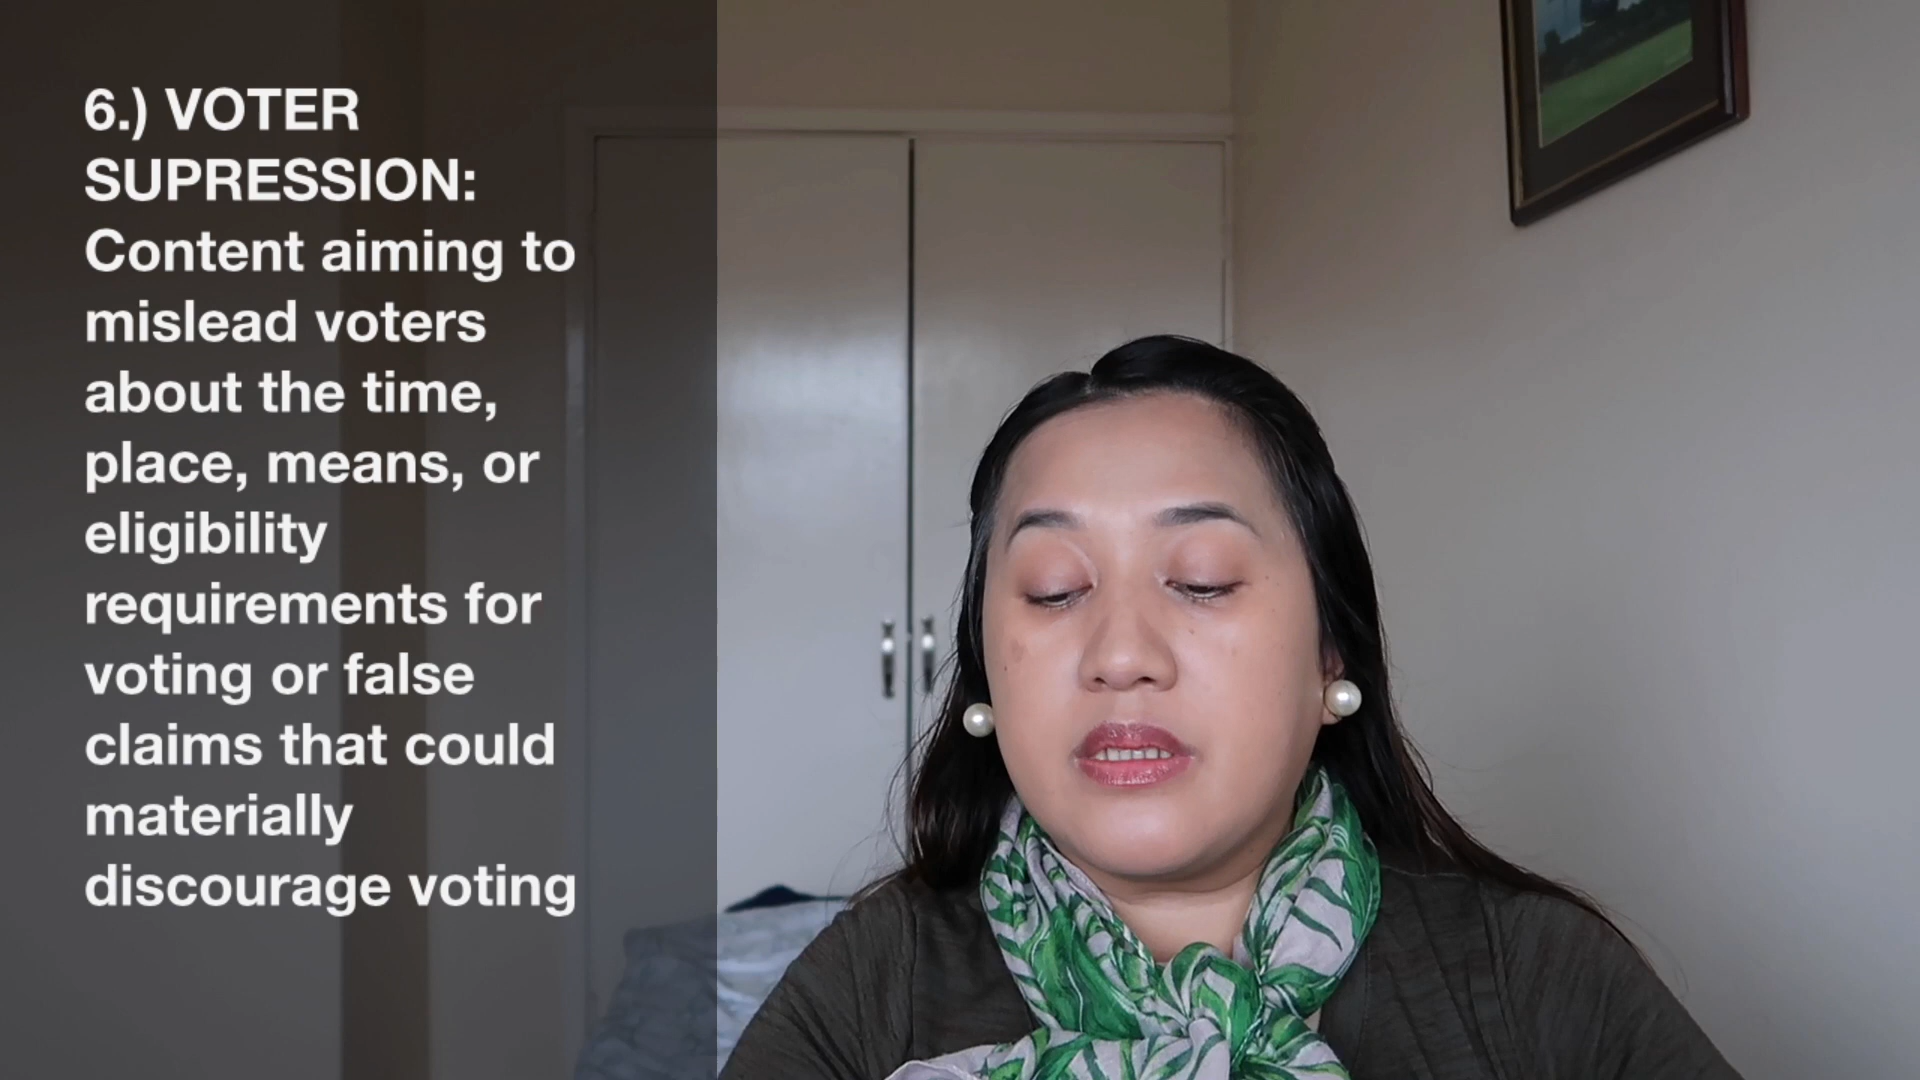 6.) VOTER
SUPRESSION:
Content aiming to
mislead voters
about the time,
place, means, or
eligibility
requirements for
voting or false
claims that could
materially
discourage voting